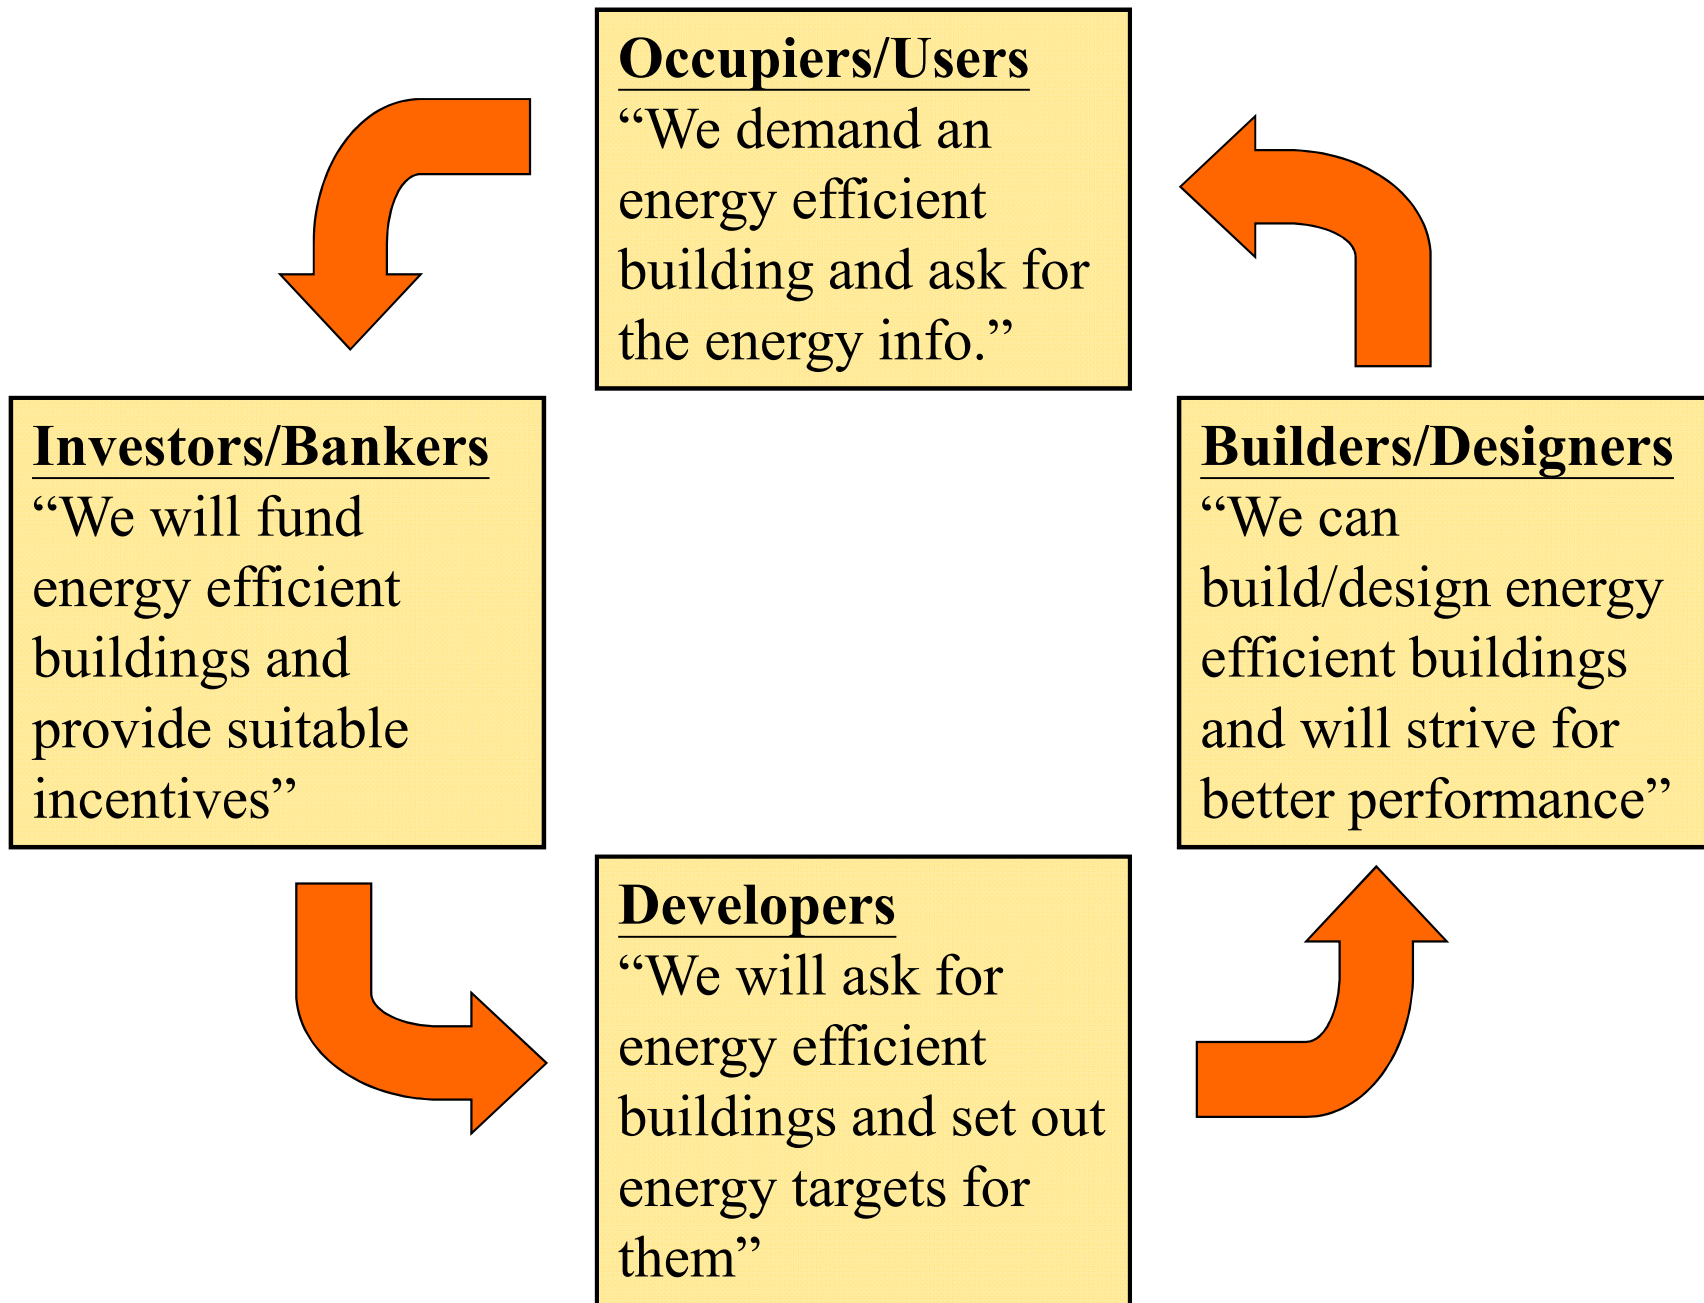 Occupiers/Users
“We demand an
energy efficient
building and ask for
the energy info.”
Investors/Bankers
“We will fund
energy efficient
buildings and
provide suitable
incentives”
Builders/Designers
“We can
build/design energy
efficient buildings
and will strive for
better performance”
Developers
“We will ask for
energy efficient
buildings and set out
energy targets for
them”